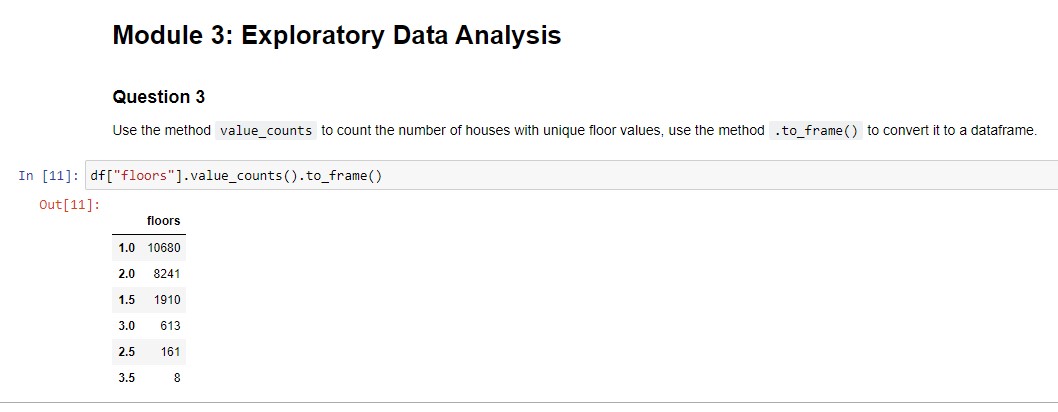 Module 3: Exploratory Data Analysis
Question 3
Use the method value_counts to count the number of houses with unique floor values, use the method .to_frame() to convert it to a dataframe.
In [11]: df["floors"].value_counts().to_frame()
Out[11]:
floors
1.0 10680
2.0 8241
1.5 1910
3.0 613
2.5 161
3.5 8